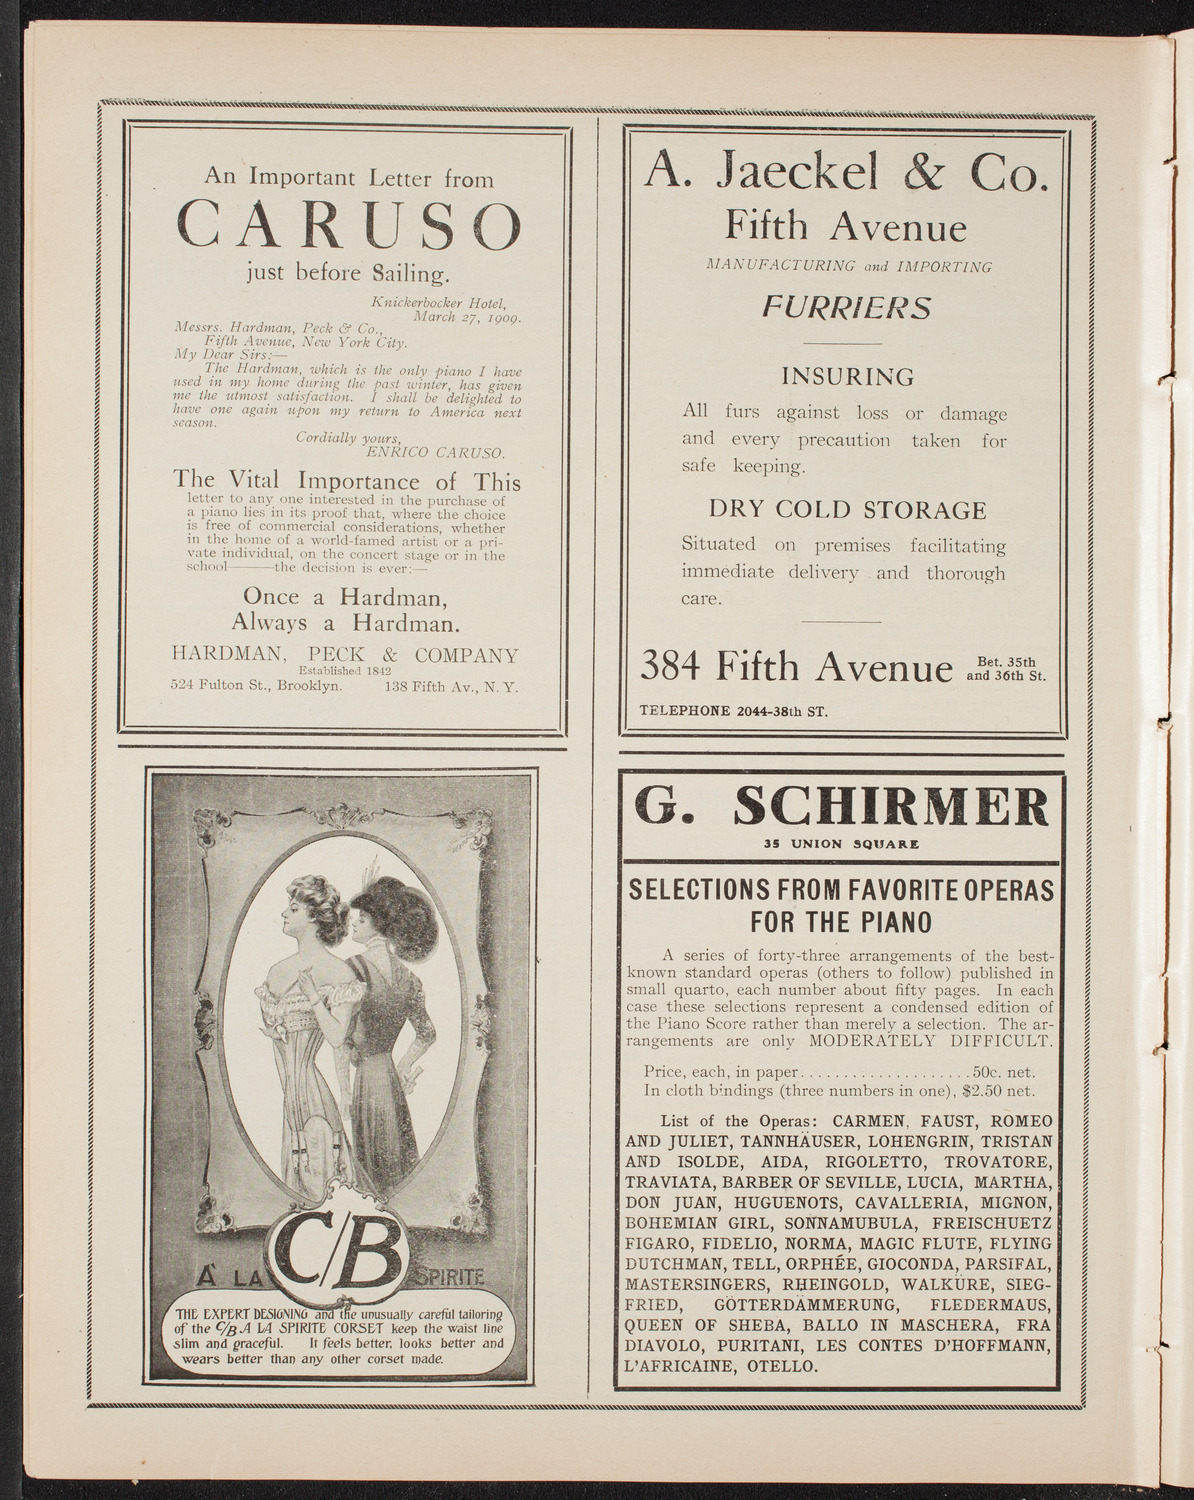 An Important Letter from
CARUSO
just before Sailing.
Knickerbocker Hotel,
March 27, 1909.
Messrs. Hardman, Peck & Co.,
Fifth Avenue, New York City.
My Dear Sirs:—
The Hardman, which is the only piano I have
used in my home during the past winter, has given
me the utmost satisfaction. I shall be delighted to
have one again upon my return to America next
season.
Cordially yours,
ENRICO CARUSO.
The Vital Importance of This
letter to any one interested in the purchase of
a piano lies in its proof that, where the choice
is free of commercial considerations, whether
in the home of a world-famed artist or a pri-
vate individual, on the concert stage or in the
school———the decision is ever:—
Once a Hardman,
Always a Hardman.
HARDMAN, PECK & COMPANY
Established 1842
524 Fulton St., Brooklyn. 138 Fifth Av., N. Y.
A. Jaeckel & Co.
Fifth Avenue
MANUFACTURING and IMPORTING
FURRIERS
INSURING
All furs against loss or damage
and every precaution taken for
safe keeping.
DRY COLD STORAGE
Situated on premises facilitating
immediate delivery and thorough
care.
384 Fifth Avenue Bet. 35th
and 36th St.
TELEPHONE 2044-38th ST.
C/B
À LA SPIRITE
THE EXPERT DESIGNING and the unusually careful tailoring
of the C/B A LA SPIRITE CORSET keep the waist line
slim and graceful. It feels better, looks better and
wears better than any other corset made.
G. SCHIRMER
35 UNION SQUARE
SELECTIONS FROM FAVORITE OPERAS
FOR THE PIANO
A series of forty-three arrangements of the best-
known standard operas (others to follow) published in
small quarto, each number about fifty pages. In each
case these selections represent a condensed edition of
the Piano Score rather than merely a selection. The ar-
rangements are only MODERATELY DIFFICULT.
Price, each, in paper....................50c. net.
In cloth bindings (three numbers in one), $2.50 net.
List of the Operas: CARMEN, FAUST, ROMEO
AND JULIET, TANNHÄUSER, LOHENGRIN, TRISTAN
AND ISOLDE, AIDA, RIGOLETTO, TROVATORE,
TRAVIATA, BARBER OF SEVILLE, LUCIA, MARTHA,
DON JUAN, HUGUENOTS, CAVALLERIA, MIGNON,
BOHEMIAN GIRL, SONNAMUBULA, FREISCHUETZ
FIGARO, FIDELIO, NORMA, MAGIC FLUTE, FLYING
DUTCHMAN, TELL, ORPHÉE, GIOCONDA, PARSIFAL,
MASTERSINGERS, RHEINGOLD, WALKÜRE, SIEG-
FRIED, GÖTTERDÄMMERUNG, FLEDERMAUS,
QUEEN OF SHEBA, BALLO IN MASCHERA, FRA
DIAVOLO, PURITANI, LES CONTES D'HOFFMANN,
L'AFRICAINE, OTELLO.